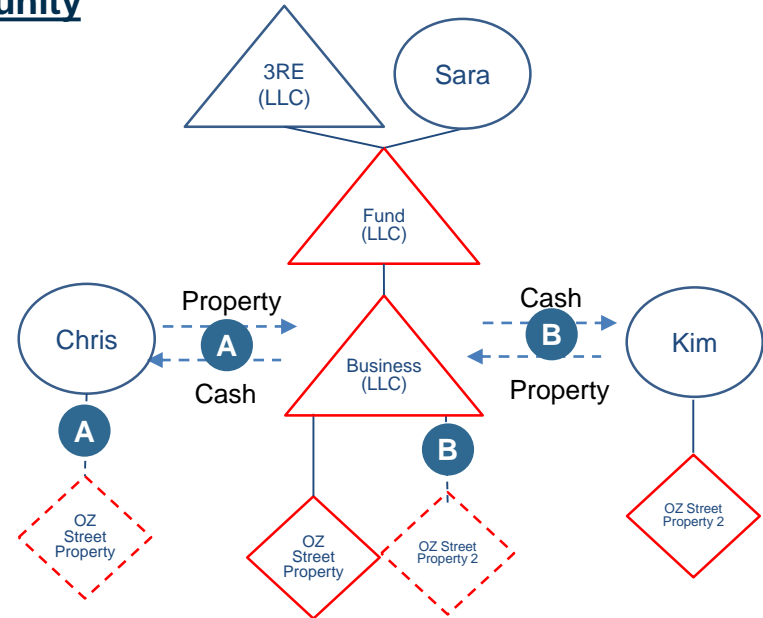 unity
3RE
(LLC)
Sara
Fund
(LLC)
Property
Cash
Chris
A
B
Kim
Business
(LLC)
Cash
Property
A
B
OZ
Street
Property
OZ
Street
Property
OZ Street
Property 2
OZ Street
Property 2